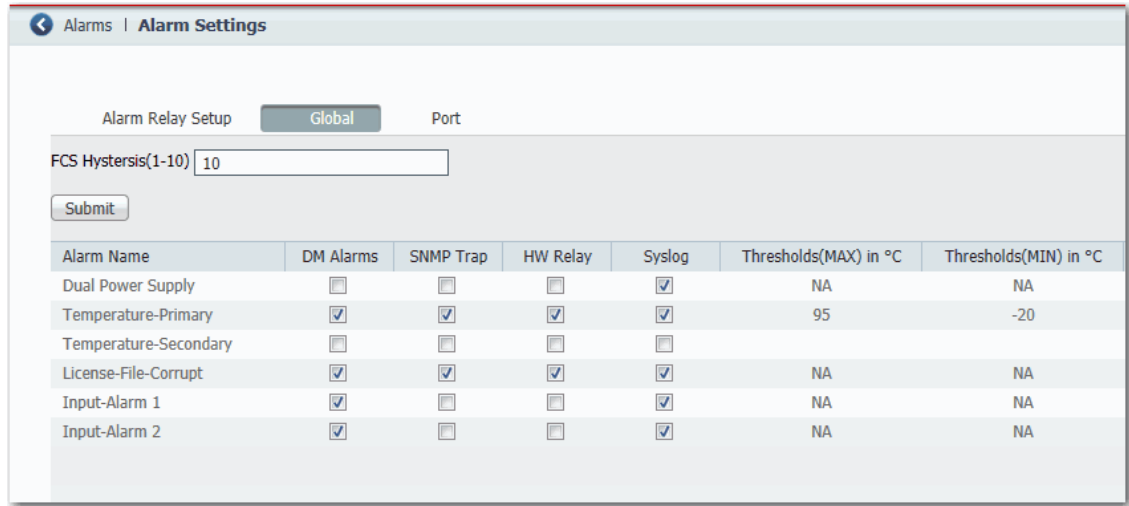 Alarms | Alarm Settings
Alarm Relay Setup Global Port
FCS Hystersis(1-10) 10
Submit
Alarm Name DM Alarms SNMP Trap HW Relay Syslog Thresholds(MAX) in °C Thresholds(MIN) in °C
Dual Power Supply NA NA
Temperature-Primary 95 -20
Temperature-Secondary
License-File-Corrupt NA NA
Input-Alarm 1 NA NA
Input-Alarm 2 NA NA